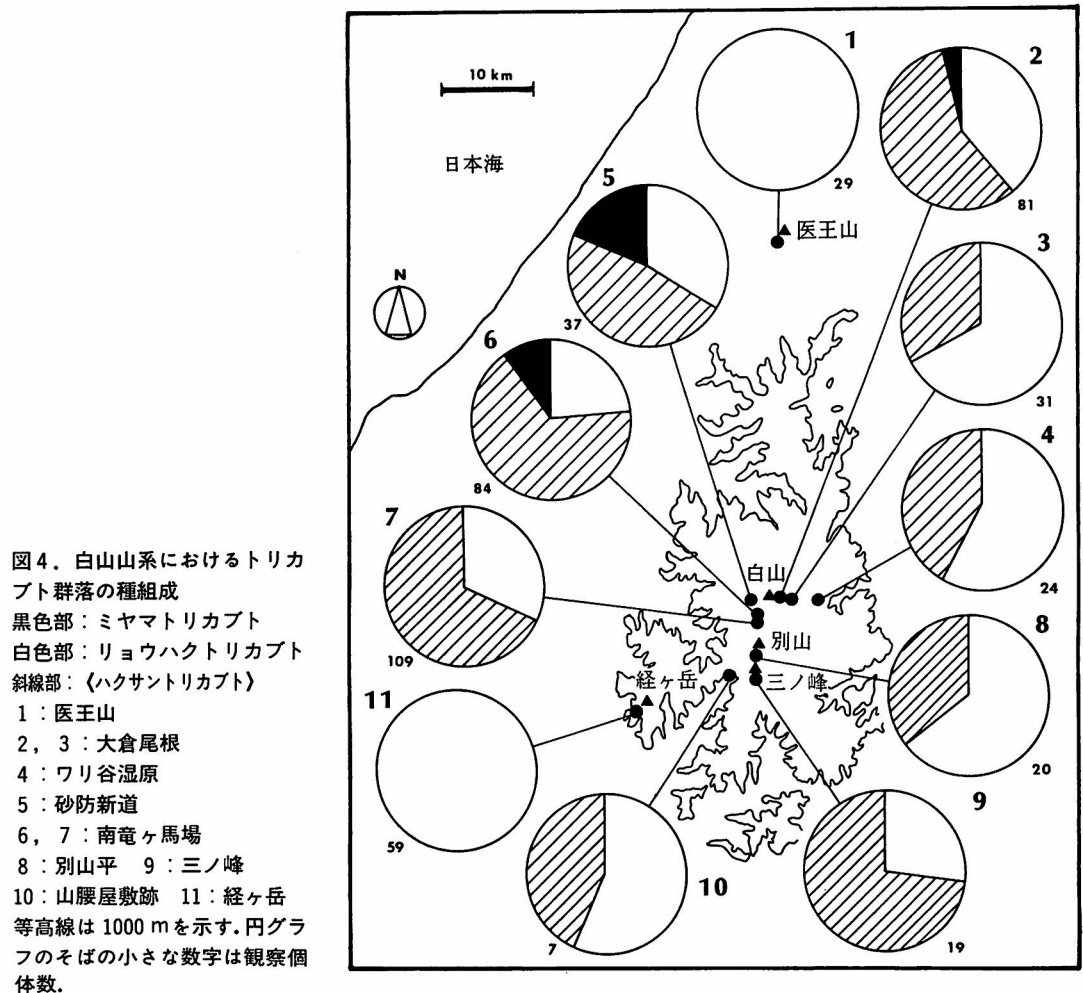 10 km
日本海
N
1
29
医王山
2
81
3
31
4
24
5
37
6
84
7
109
白山
別山
三ノ峰
経ヶ岳
8
20
9
19
10
7
11
59
図4．白山山系におけるトリカ
ブト群落の種組成
黒色部：ミヤマトリカブト
白色部：リョウハクトリカブト
斜線部：《ハクサントリカブト》
1：医王山
2，3：大倉尾根
4：ワリ谷湿原
5：砂防新道
6，7：南竜ヶ馬場
8：別山平 9：三ノ峰
10：山腰屋敷跡 11：経ヶ岳
等高線は 1000 m を示す．円グラ
フのそばの小さな数字は観察個
体数．